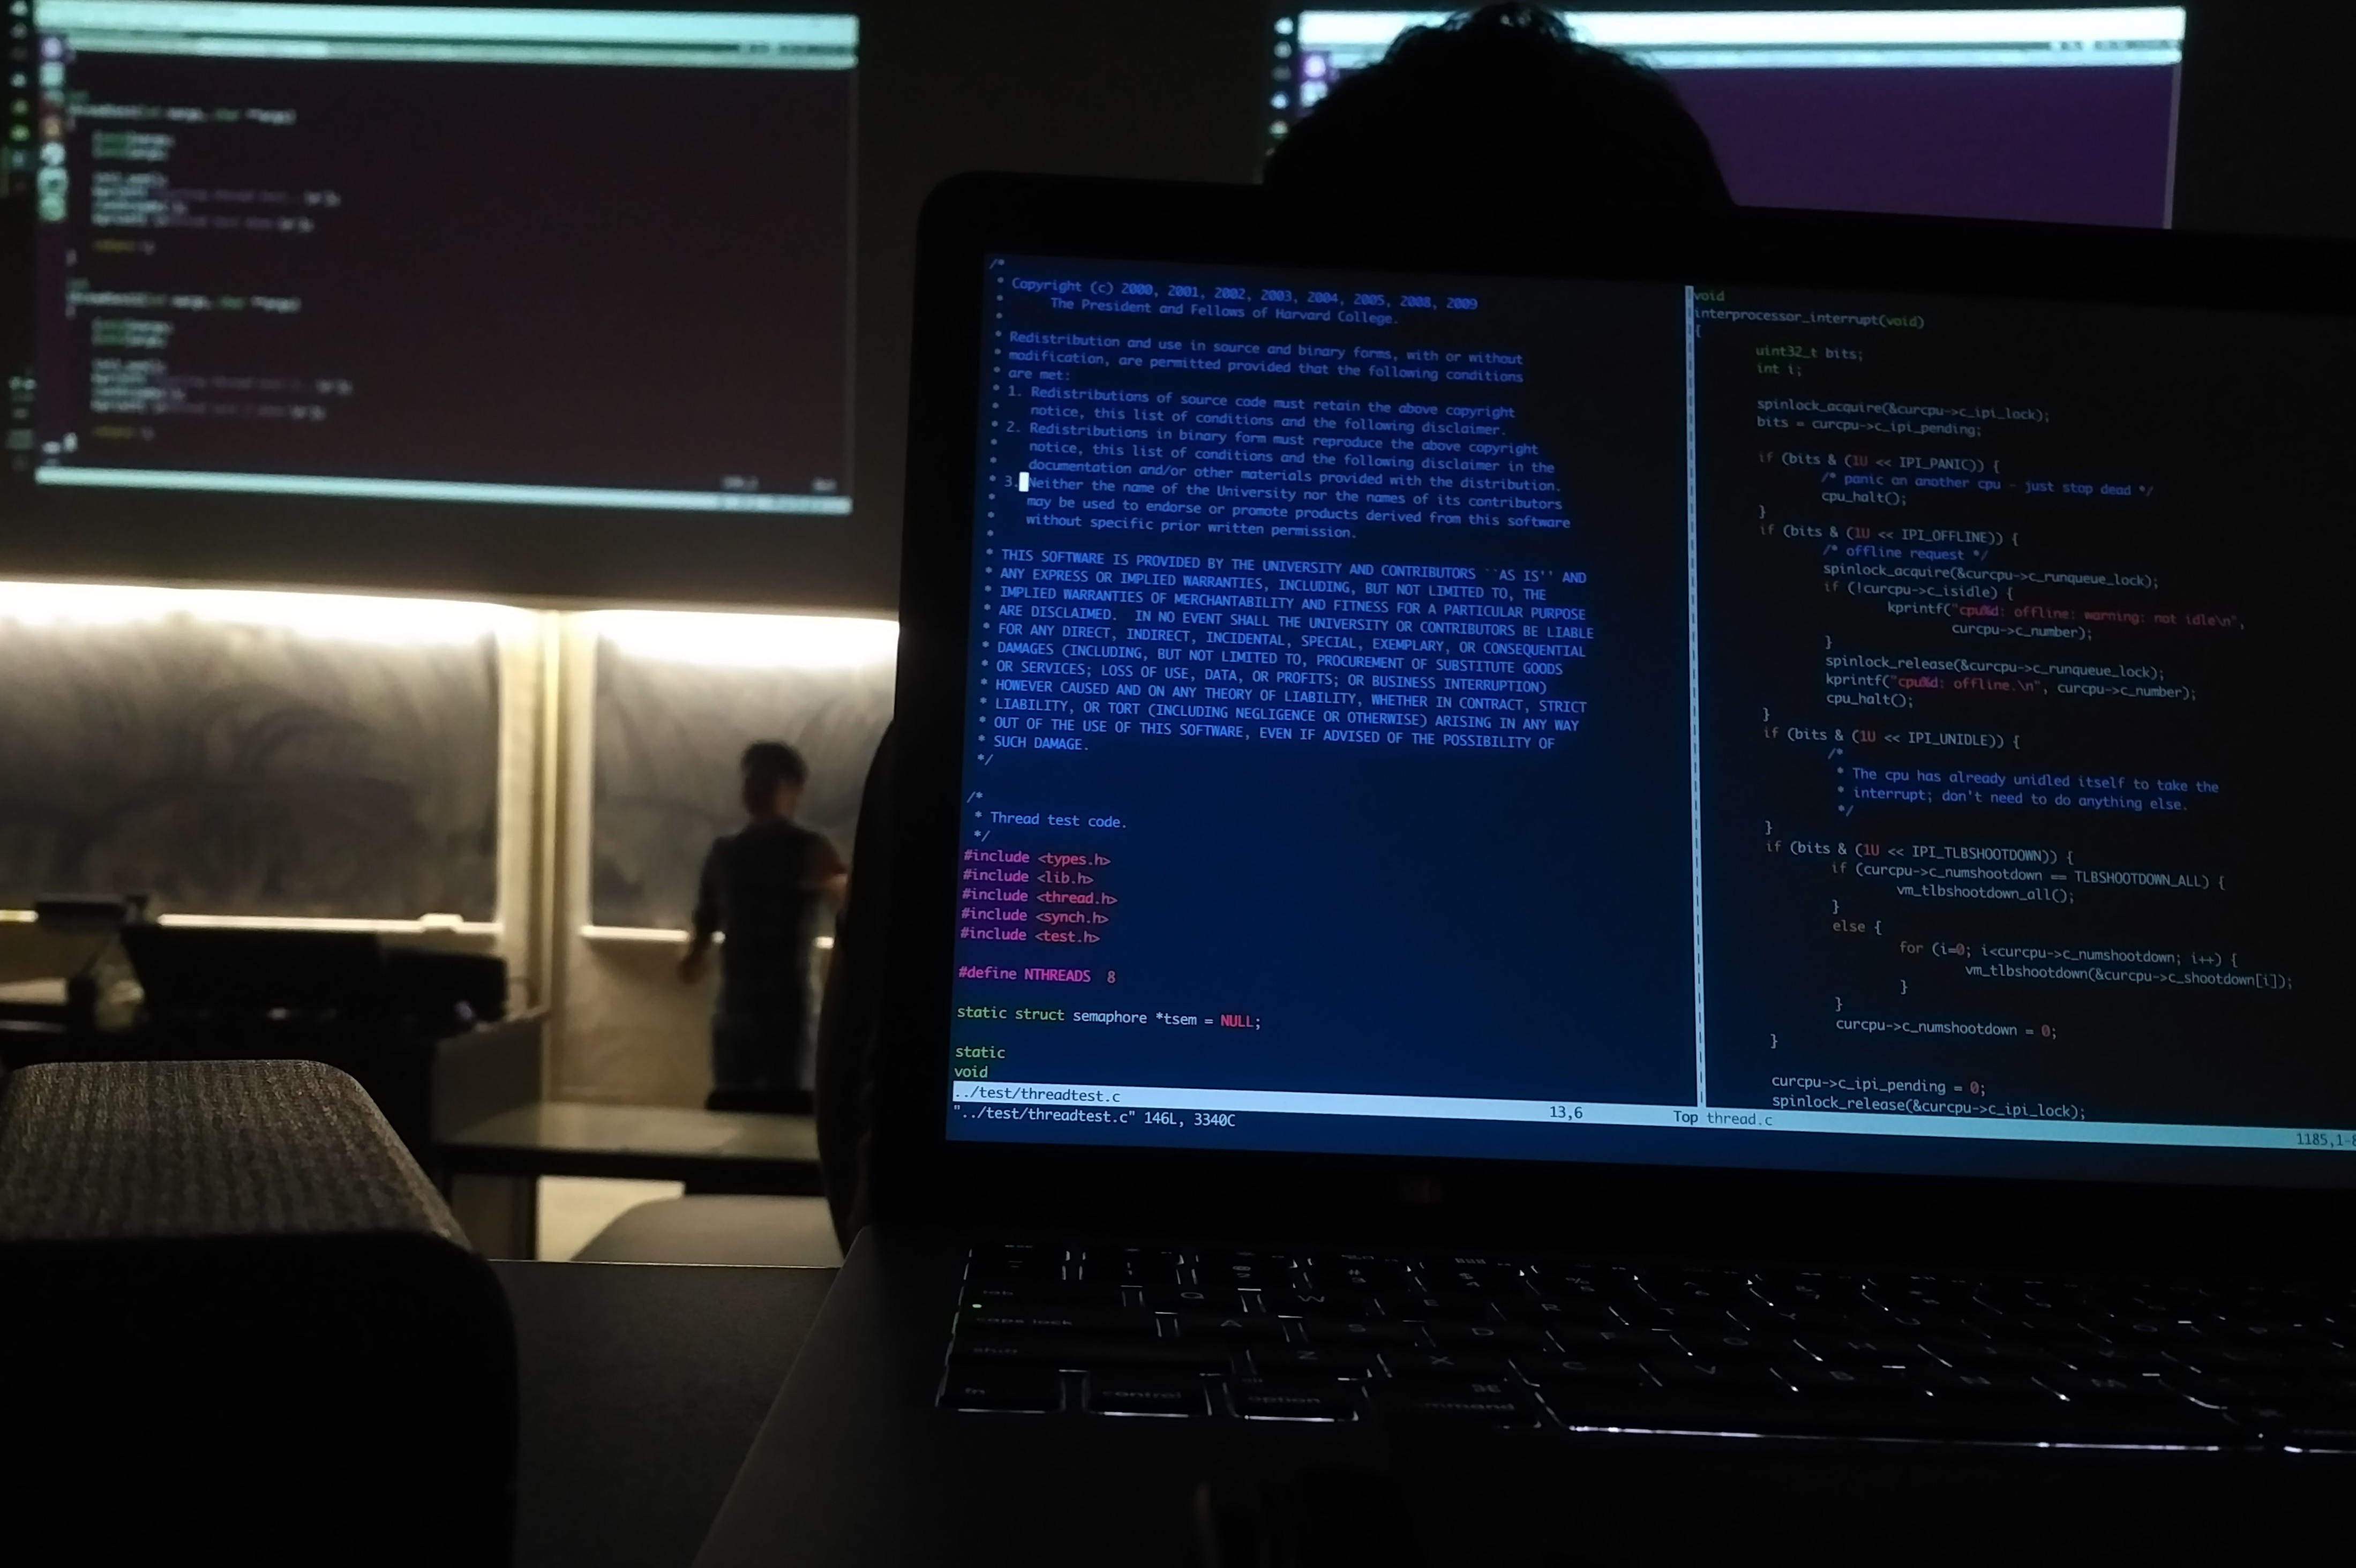 /*
 * Copyright (c) 2000, 2001, 2002, 2003, 2004, 2005, 2008, 2009
 *      The President and Fellows of Harvard College.
 *
 * Redistribution and use in source and binary forms, with or without
 * modification, are permitted provided that the following conditions
 * are met:
 * 1. Redistributions of source code must retain the above copyright
 *    notice, this list of conditions and the following disclaimer.
 * 2. Redistributions in binary form must reproduce the above copyright
 *    notice, this list of conditions and the following disclaimer in the
 *    documentation and/or other materials provided with the distribution.
 * 3. Neither the name of the University nor the names of its contributors
 *    may be used to endorse or promote products derived from this software
 *    without specific prior written permission.
 *
 * THIS SOFTWARE IS PROVIDED BY THE UNIVERSITY AND CONTRIBUTORS ``AS IS'' AND
 * ANY EXPRESS OR IMPLIED WARRANTIES, INCLUDING, BUT NOT LIMITED TO, THE
 * IMPLIED WARRANTIES OF MERCHANTABILITY AND FITNESS FOR A PARTICULAR PURPOSE
 * ARE DISCLAIMED.  IN NO EVENT SHALL THE UNIVERSITY OR CONTRIBUTORS BE LIABLE
 * FOR ANY DIRECT, INDIRECT, INCIDENTAL, SPECIAL, EXEMPLARY, OR CONSEQUENTIAL
 * DAMAGES (INCLUDING, BUT NOT LIMITED TO, PROCUREMENT OF SUBSTITUTE GOODS
 * OR SERVICES; LOSS OF USE, DATA, OR PROFITS; OR BUSINESS INTERRUPTION)
 * HOWEVER CAUSED AND ON ANY THEORY OF LIABILITY, WHETHER IN CONTRACT, STRICT
 * LIABILITY, OR TORT (INCLUDING NEGLIGENCE OR OTHERWISE) ARISING IN ANY WAY
 * OUT OF THE USE OF THIS SOFTWARE, EVEN IF ADVISED OF THE POSSIBILITY OF
 * SUCH DAMAGE.
 */
/*
 * Thread test code.
 */
#include <types.h>
#include <lib.h>
#include <thread.h>
#include <synch.h>
#include <test.h>
#define NTHREADS  8
static struct semaphore *tsem = NULL;
static
void
../test/threadtest.c 13,6 Top
"../test/threadtest.c" 146L, 3340C
void
interprocessor_interrupt(void)
{
        uint32_t bits;
        int i;
        spinlock_acquire(&curcpu->c_ipi_lock);
        bits = curcpu->c_ipi_pending;
        if (bits & (1U << IPI_PANIC)) {
                /* panic on another cpu - just stop dead */
                cpu_halt();
        }
        if (bits & (1U << IPI_OFFLINE)) {
                /* offline request */
                spinlock_acquire(&curcpu->c_runqueue_lock);
                if (!curcpu->c_isidle) {
                        kprintf("cpu%d: offline: warning: not idle\n",
                                curcpu->c_number);
                }
                spinlock_release(&curcpu->c_runqueue_lock);
                kprintf("cpu%d: offline.\n", curcpu->c_number);
                cpu_halt();
        }
        if (bits & (1U << IPI_UNIDLE)) {
                /*
                 * The cpu has already unidled itself to take the
                 * interrupt; don't need to do anything else.
                 */
        }
        if (bits & (1U << IPI_TLBSHOOTDOWN)) {
                if (curcpu->c_numshootdown == TLBSHOOTDOWN_ALL) {
                        vm_tlbshootdown_all();
                }
                else {
                        for (i=0; i<curcpu->c_numshootdown; i++) {
                                vm_tlbshootdown(&curcpu->c_shootdown[i]);
                        }
                }
                curcpu->c_numshootdown = 0;
        }
        curcpu->c_ipi_pending = 0;
        spinlock_release(&curcpu->c_ipi_lock);
thread.c 1185,1-8
tab Q W E R T
caps lock A S D F
shift Z X C V B N M
fn control option command